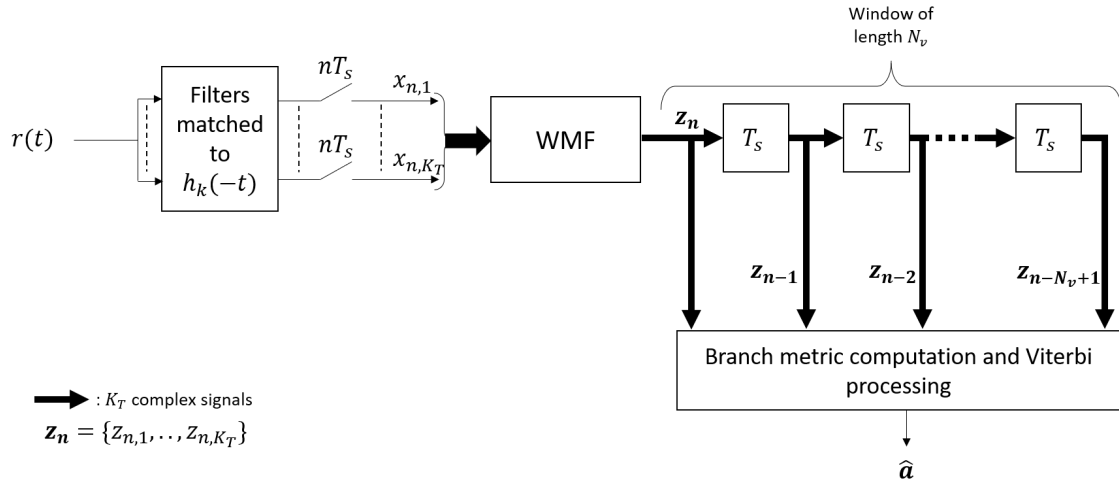 Window of
length N_v
nT_s
x_{n,1}
Filters
matched
to
h_k(−t)
r(t)
nT_s
x_{n,K_T}
WMF
z_n
T_s
T_s
T_s
z_{n−1}
z_{n−2}
z_{n−N_v+1}
Branch metric computation and Viterbi
processing
: K_T complex signals
z_n = {z_{n,1},..,z_{n,K_T}}
â